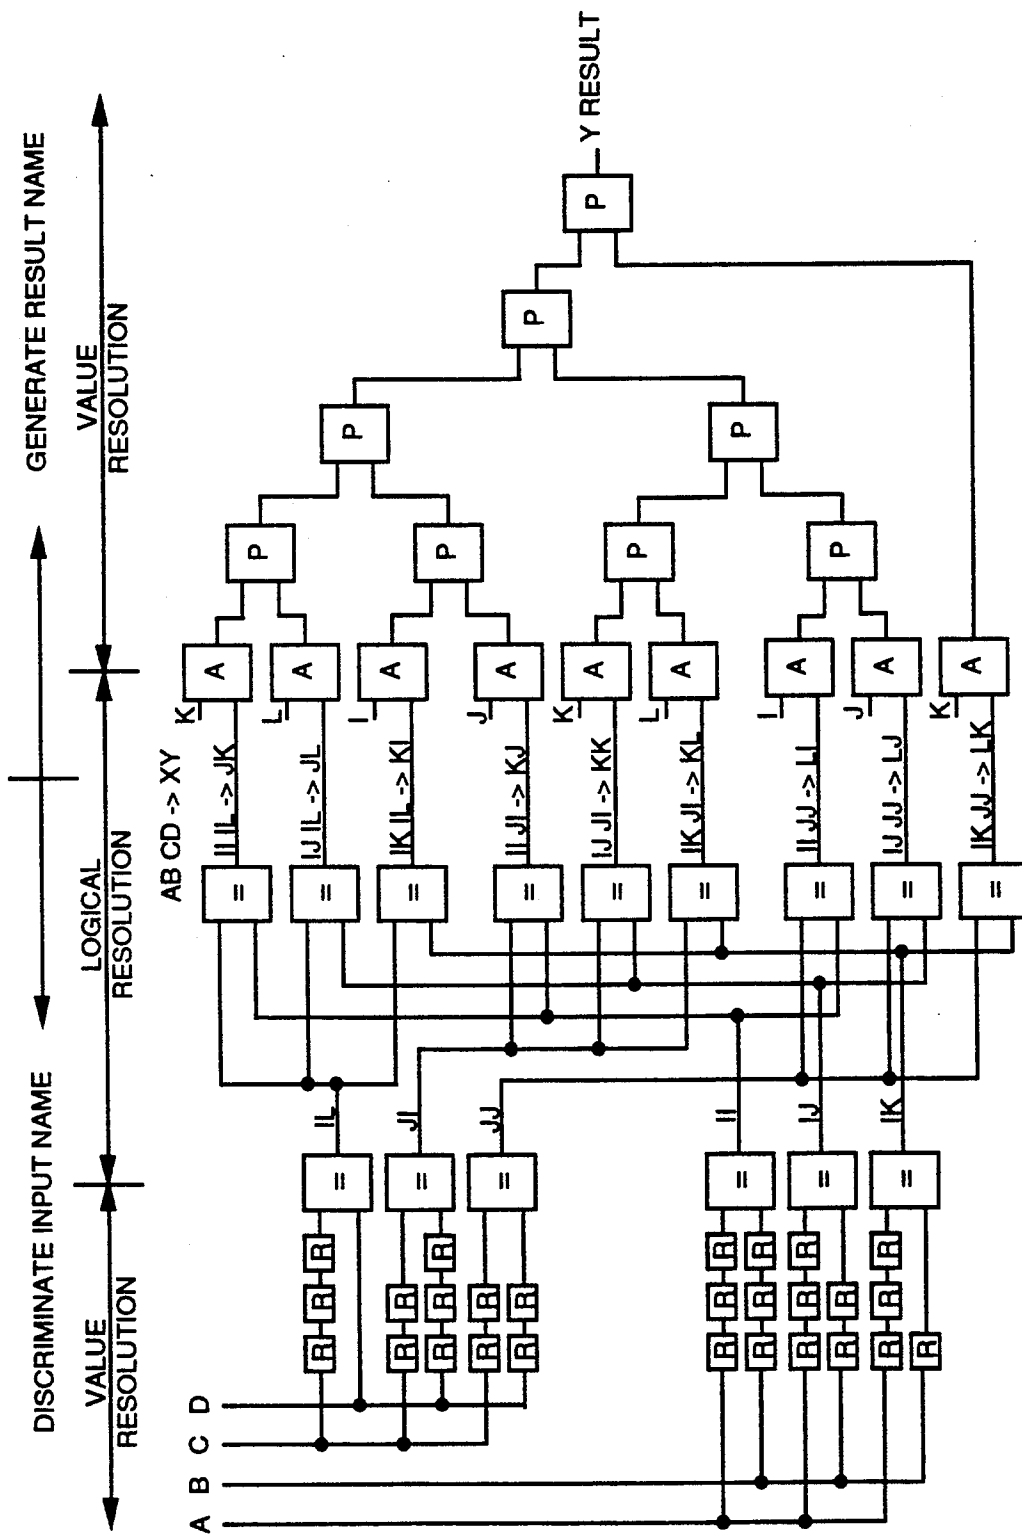 DISCRIMINATE INPUT NAME
GENERATE RESULT NAME
VALUE
RESOLUTION
LOGICAL
RESOLUTION
VALUE
RESOLUTION
AB CD -> XY
A
B
C
D
R R R
=
IL
R R
R R R
=
JI
R R
R R
=
JJ
R R R
R R R
=
II
R R R
R R
=
IJ
R R R
R
=
IK
= II IL -> JK K A
= IJ IL -> JL L A
= IK IL -> KI I A
= II JI -> KJ J A
= IJ JI -> KK K A
= IK JI -> KL L A
= II JJ -> LI I A
= IJ JJ -> LJ J A
= IK JJ -> LK K A
P
P
P
P
P
P
P
P
Y RESULT